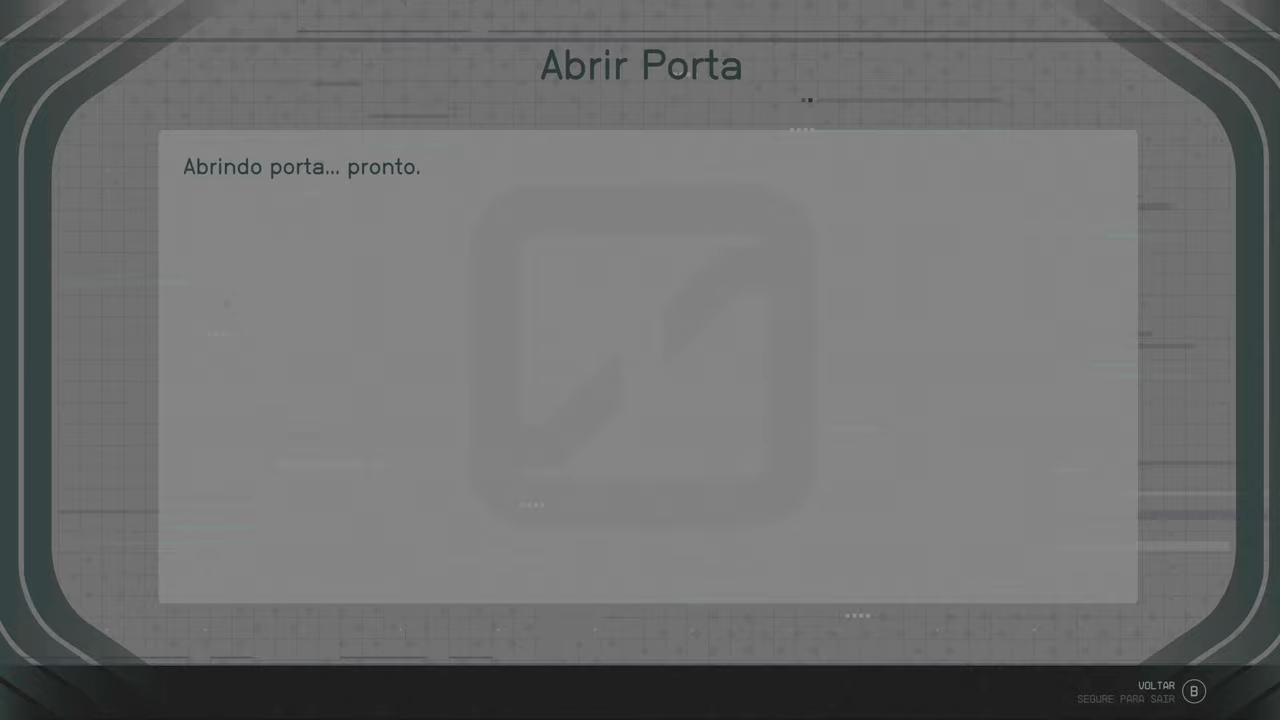 Abrir Porta
Abrindo porta... pronto.
VOLTAR
SEGURE PARA SAIR
B